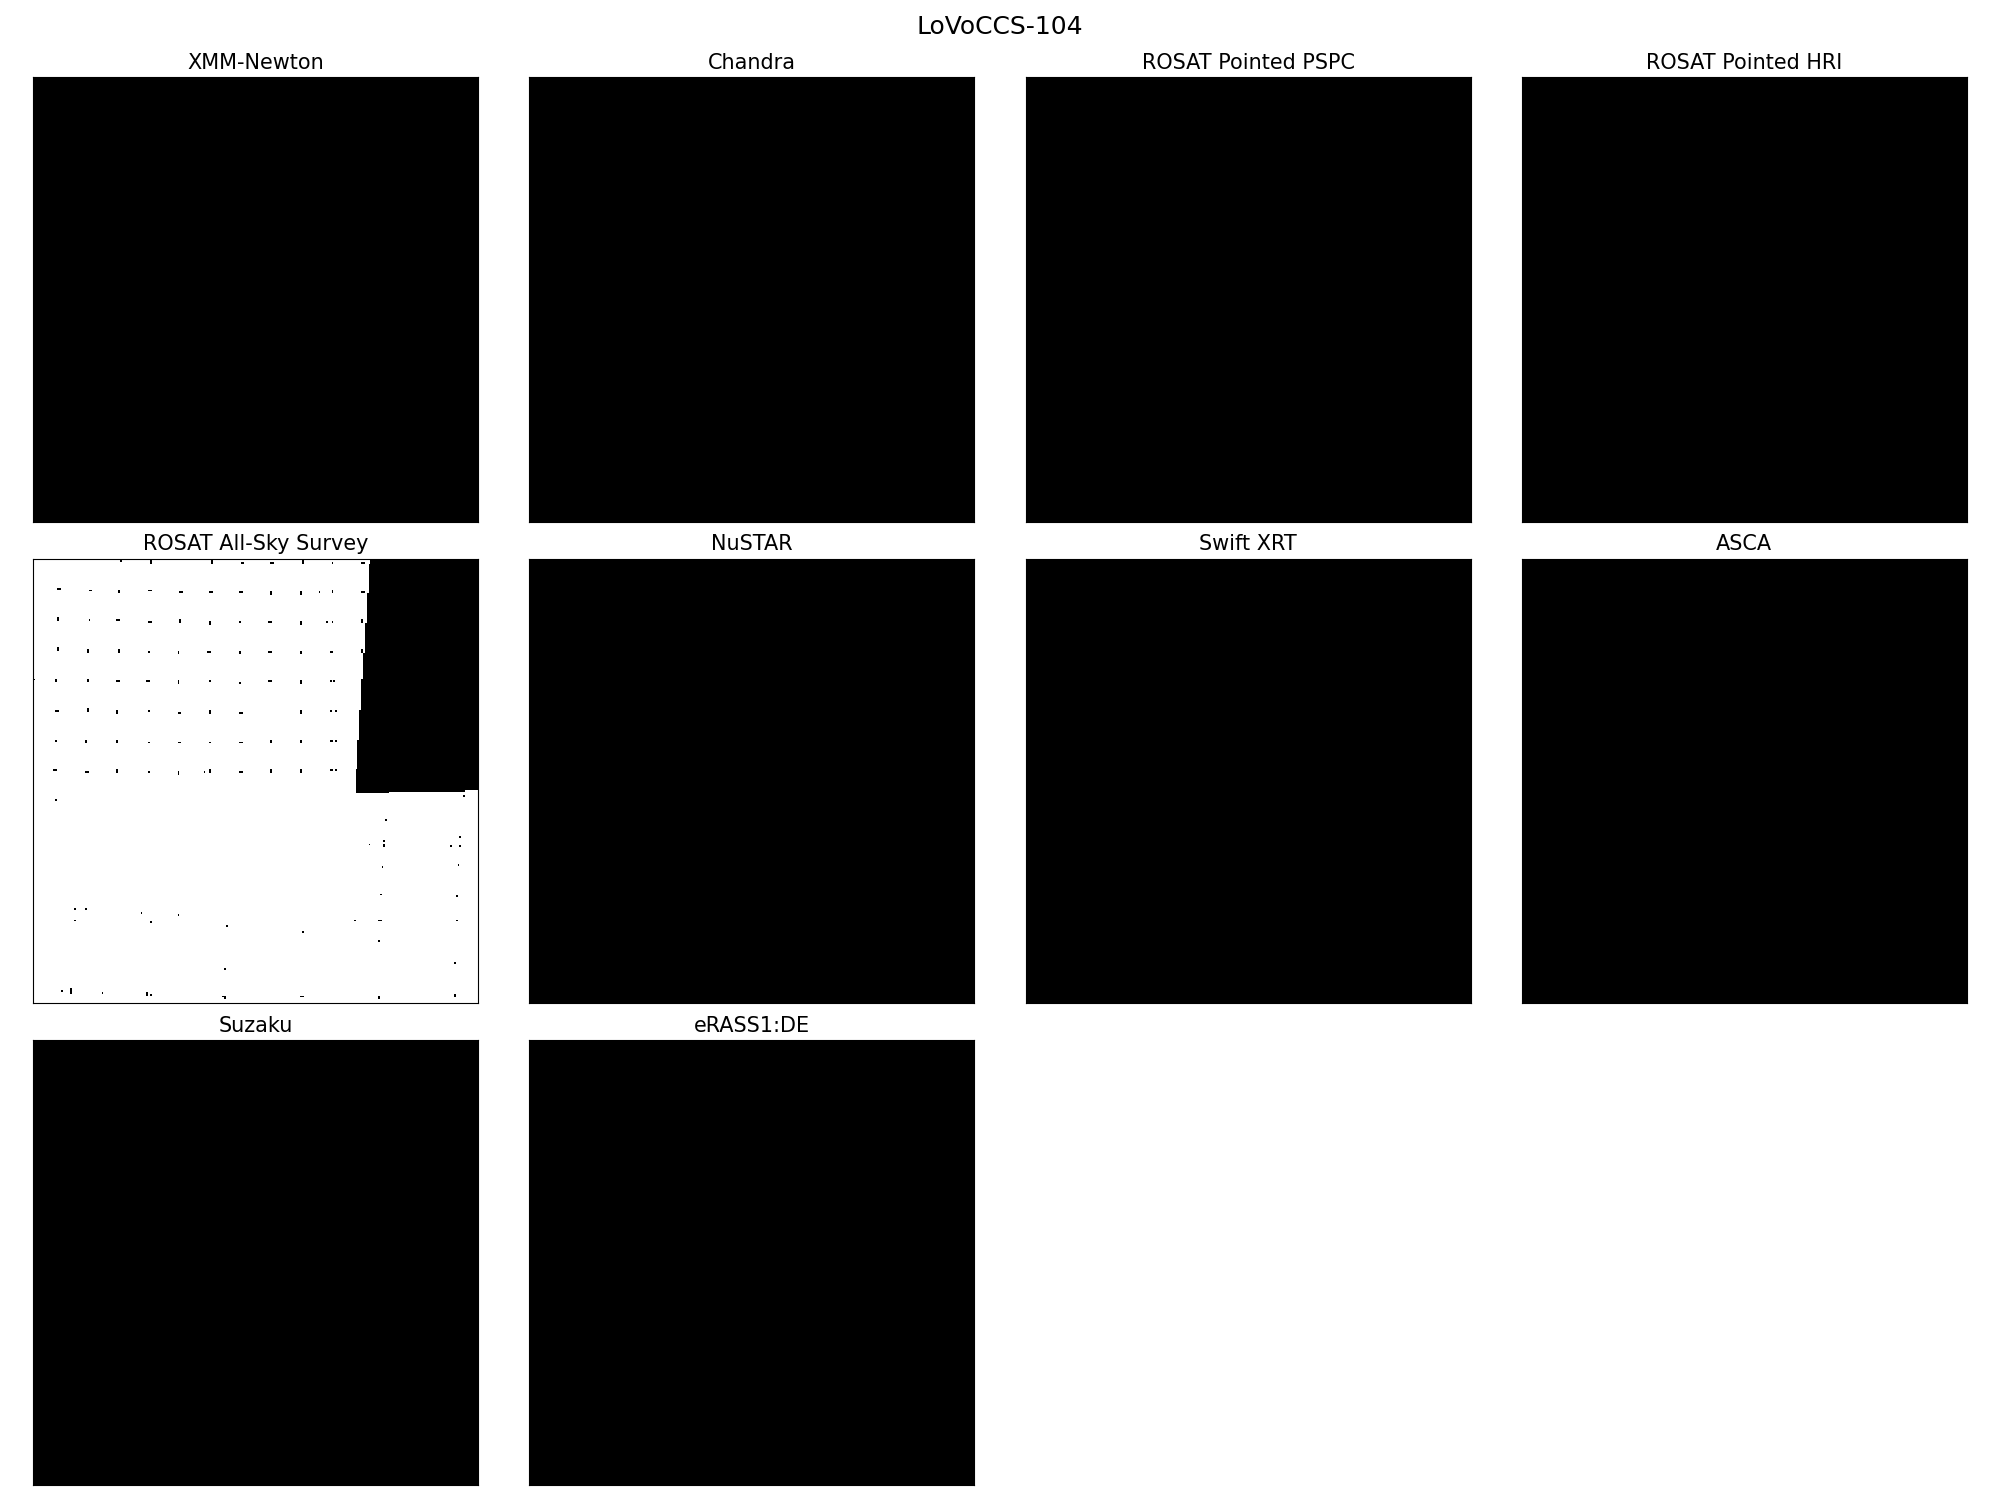 LoVoCCS-104
XMM-Newton
Chandra
ROSAT Pointed PSPC
ROSAT Pointed HRI
ROSAT All-Sky Survey
NuSTAR
Swift XRT
ASCA
Suzaku
eRASS1:DE